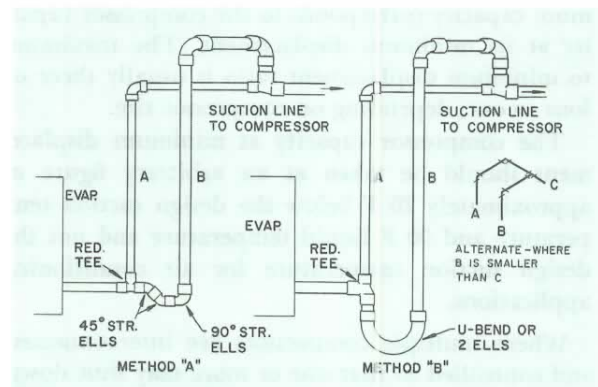 SUCTION LINE
TO COMPRESSOR
A
B
EVAP.
RED.
TEE
45° STR.
ELLS
90° STR.
ELLS
METHOD "A"
SUCTION LINE
TO COMPRESSOR
A
B
EVAP.
RED.
TEE
C
A
B
ALTERNATE-WHERE
B IS SMALLER
THAN C
U-BEND OR
2 ELLS
METHOD "B"